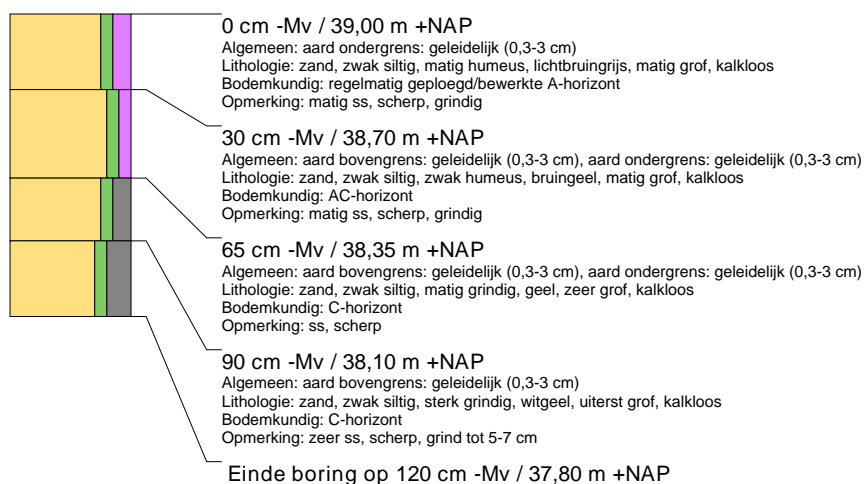 0 cm -Mv / 39,00 m +NAP
Algemeen: aard ondergrens: geleidelijk (0,3-3 cm)
Lithologie: zand, zwak siltig, matig humeus, lichtbruingrijs, matig grof, kalkloos
Bodemkundig: regelmatig geploegd/bewerkte A-horizont
Opmerking: matig ss, scherp, grindig
30 cm -Mv / 38,70 m +NAP
Algemeen: aard bovengrens: geleidelijk (0,3-3 cm), aard ondergrens: geleidelijk (0,3-3 cm)
Lithologie: zand, zwak siltig, zwak humeus, bruingeel, matig grof, kalkloos
Bodemkundig: AC-horizont
Opmerking: matig ss, scherp, grindig
65 cm -Mv / 38,35 m +NAP
Algemeen: aard bovengrens: geleidelijk (0,3-3 cm), aard ondergrens: geleidelijk (0,3-3 cm)
Lithologie: zand, zwak siltig, matig grindig, geel, zeer grof, kalkloos
Bodemkundig: C-horizont
Opmerking: ss, scherp
90 cm -Mv / 38,10 m +NAP
Algemeen: aard bovengrens: geleidelijk (0,3-3 cm)
Lithologie: zand, zwak siltig, sterk grindig, witgeel, uiterst grof, kalkloos
Bodemkundig: C-horizont
Opmerking: zeer ss, scherp, grind tot 5-7 cm
Einde boring op 120 cm -Mv / 37,80 m +NAP